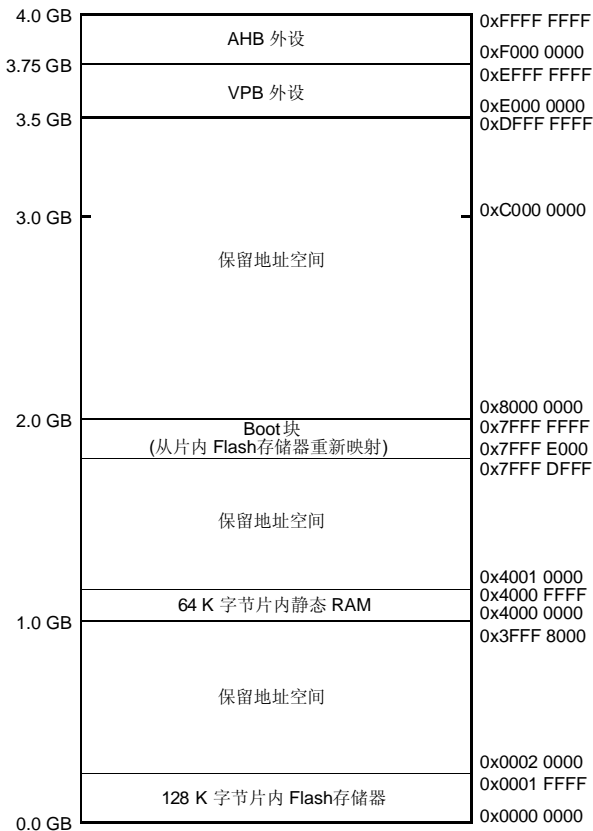 4.0 GB
0xFFFF FFFF
AHB 外设
0xF000 0000
3.75 GB
0xEFFF FFFF
VPB 外设
0xE000 0000
3.5 GB
0xDFFF FFFF
3.0 GB
0xC000 0000
保留地址空间
0x8000 0000
2.0 GB
Boot块
0x7FFF FFFF
(从片内 Flash存储器重新映射)
0x7FFF E000
0x7FFF DFFF
保留地址空间
0x4001 0000
0x4000 FFFF
64 K 字节片内静态 RAM
0x4000 0000
1.0 GB
0x3FFF 8000
保留地址空间
0x0002 0000
0x0001 FFFF
128 K 字节片内 Flash存储器
0x0000 0000
0.0 GB